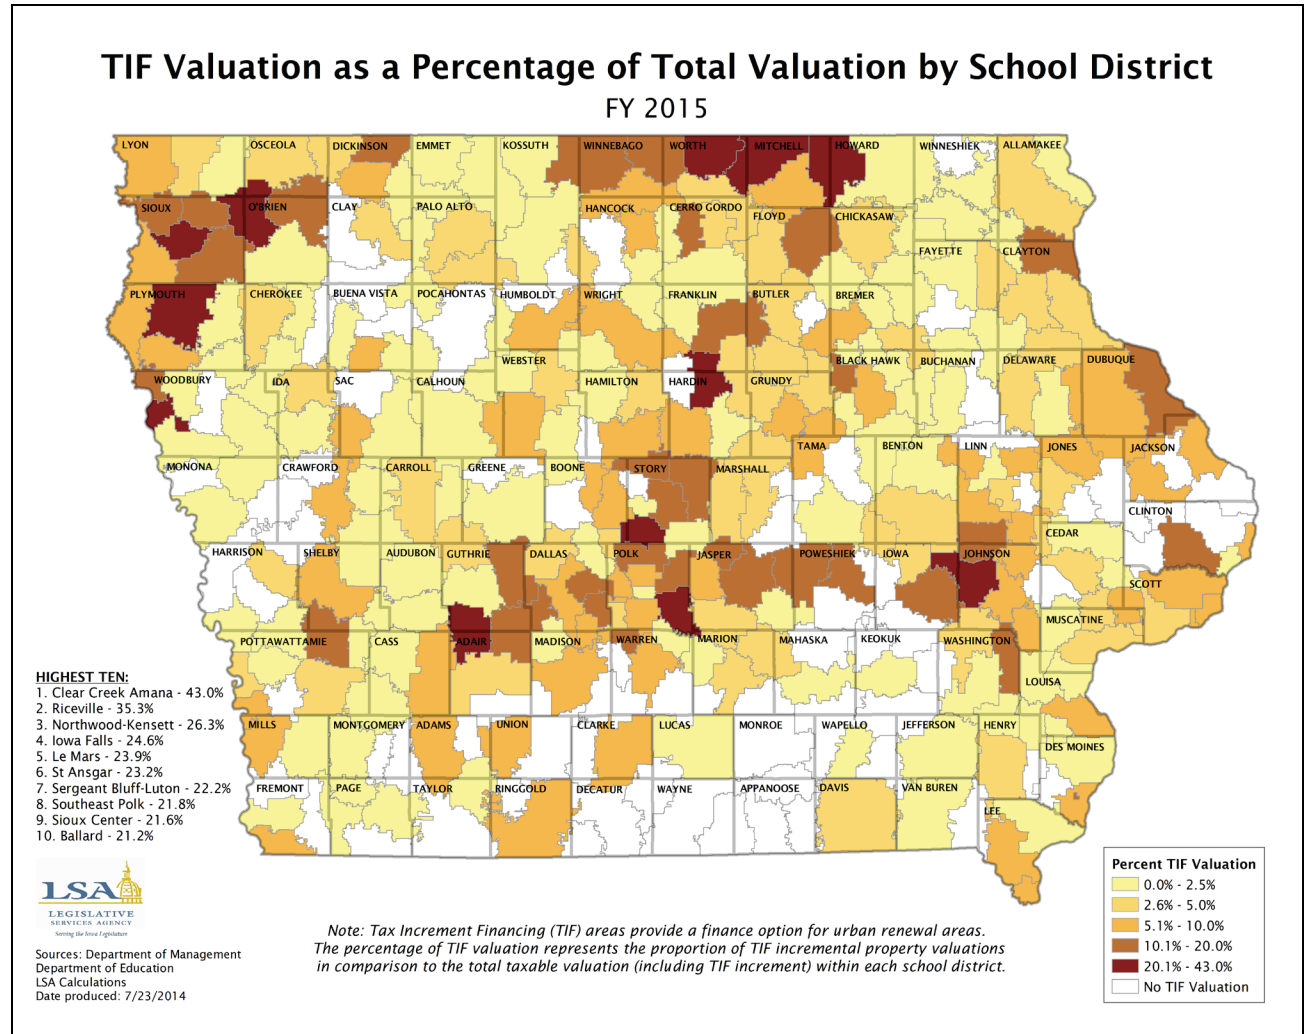 TIF Valuation as a Percentage of Total Valuation by School District
FY 2015
LYON
OSCEOLA
DICKINSON
EMMET
KOSSUTH
WINNEBAGO
WORTH
MITCHELL
HOWARD
WINNESHIEK
ALLAMAKEE
SIOUX
O'BRIEN
CLAY
PALO ALTO
HANCOCK
CERRO GORDO
FLOYD
CHICKASAW
FAYETTE
CLAYTON
PLYMOUTH
CHEROKEE
BUENA VISTA
POCAHONTAS
HUMBOLDT
WRIGHT
FRANKLIN
BUTLER
BREMER
WEBSTER
BLACK HAWK
BUCHANAN
DELAWARE
DUBUQUE
WOODBURY
IDA
SAC
CALHOUN
HAMILTON
HARDIN
GRUNDY
TAMA
BENTON
LINN
JONES
JACKSON
MONONA
CRAWFORD
CARROLL
GREENE
BOONE
STORY
MARSHALL
CLINTON
CEDAR
HARRISON
SHELBY
AUDUBON
GUTHRIE
DALLAS
POLK
JASPER
POWESHIEK
IOWA
JOHNSON
SCOTT
MUSCATINE
POTTAWATTAMIE
CASS
ADAIR
MADISON
WARREN
MARION
MAHASKA
KEOKUK
WASHINGTON
LOUISA
MILLS
MONTGOMERY
ADAMS
UNION
CLARKE
LUCAS
MONROE
WAPELLO
JEFFERSON
HENRY
DES MOINES
FREMONT
PAGE
TAYLOR
RINGGOLD
DECATUR
WAYNE
APPANOOSE
DAVIS
VAN BUREN
LEE
HIGHEST TEN:
1. Clear Creek Amana - 43.0%
2. Riceville - 35.3%
3. Northwood-Kensett - 26.3%
4. Iowa Falls - 24.6%
5. Le Mars - 23.9%
6. St Ansgar - 23.2%
7. Sergeant Bluff-Luton - 22.2%
8. Southeast Polk - 21.8%
9. Sioux Center - 21.6%
10. Ballard - 21.2%
LSA
LEGISLATIVE
SERVICES AGENCY
Serving the Iowa Legislature
Sources: Department of Management
Department of Education
LSA Calculations
Date produced: 7/23/2014
Note: Tax Increment Financing (TIF) areas provide a finance option for urban renewal areas.
The percentage of TIF valuation represents the proportion of TIF incremental property valuations
in comparison to the total taxable valuation (including TIF increment) within each school district.
Percent TIF Valuation
0.0% - 2.5%
2.6% - 5.0%
5.1% - 10.0%
10.1% - 20.0%
20.1% - 43.0%
No TIF Valuation